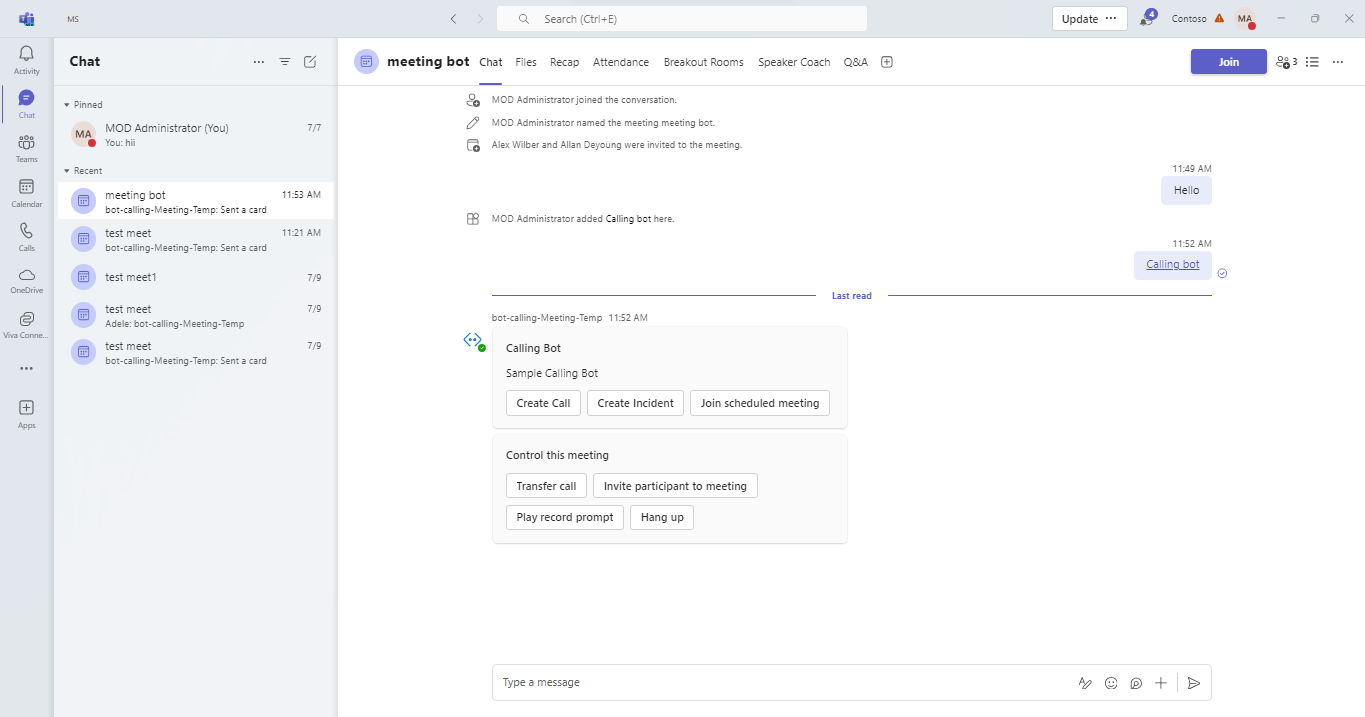 MS
Search (Ctrl+E)
Update
4
Contoso
MA
Activity
Chat
Teams
Calendar
Calls
OneDrive
Viva Conne...
Apps
Chat
Pinned
MA
MOD Administrator (You)
7/7
You: hii
Recent
meeting bot
11:53 AM
bot-calling-Meeting-Temp: Sent a card
test meet
11:21 AM
bot-calling-Meeting-Temp: Sent a card
test meet1
7/9
test meet
7/9
Adele: bot-calling-Meeting-Temp
test meet
7/9
bot-calling-Meeting-Temp: Sent a card
meeting bot
Chat
Files
Recap
Attendance
Breakout Rooms
Speaker Coach
Q&A
Join
3
MOD Administrator joined the conversation.
MOD Administrator named the meeting meeting bot.
Alex Wilber and Allan Deyoung were invited to the meeting.
11:49 AM
Hello
MOD Administrator added Calling bot here.
11:52 AM
Calling bot
Last read
bot-calling-Meeting-Temp 11:52 AM
Calling Bot
Sample Calling Bot
Create Call
Create Incident
Join scheduled meeting
Control this meeting
Transfer call
Invite participant to meeting
Play record prompt
Hang up
Type a message